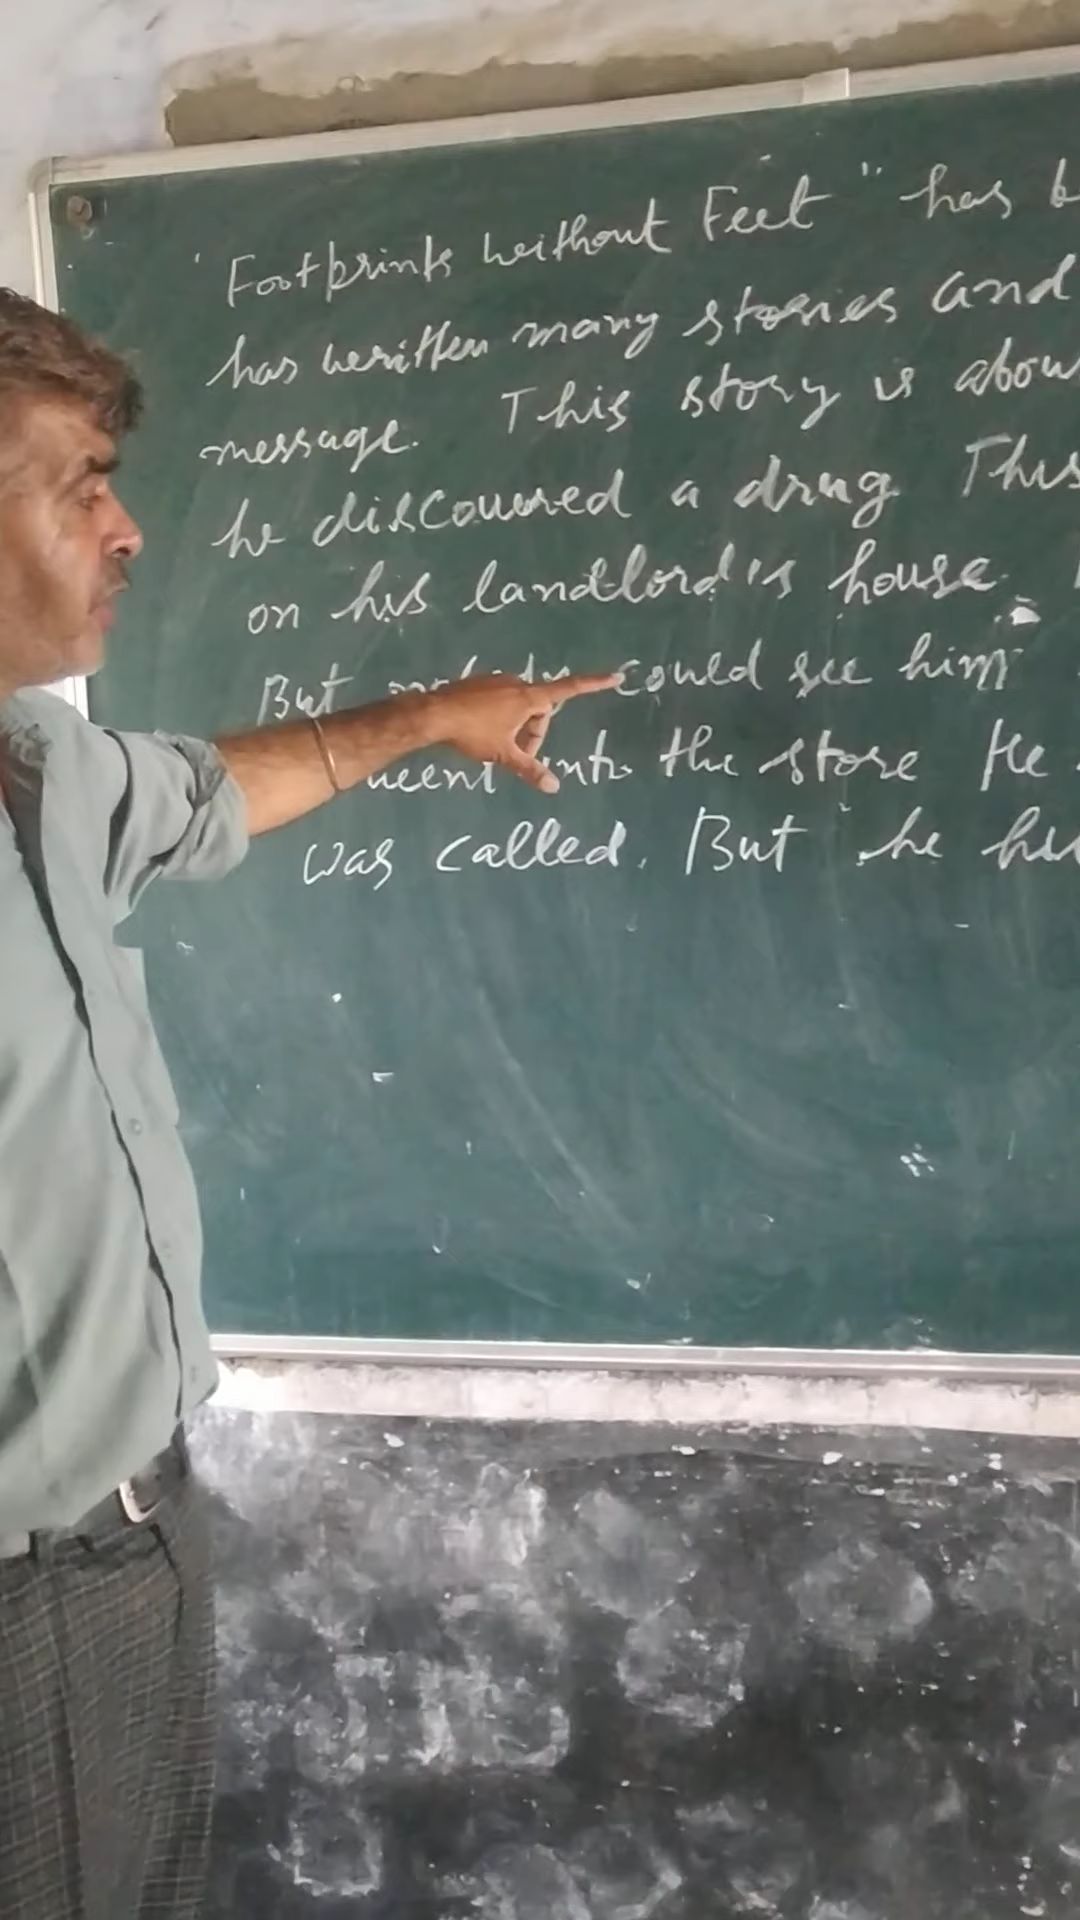 "Footprints without Feet" has b
has written many stories and
message. This story is abou
he discovered a drug. This
on his landlord's house.
But could see him
went into the store He
was called. But he hi